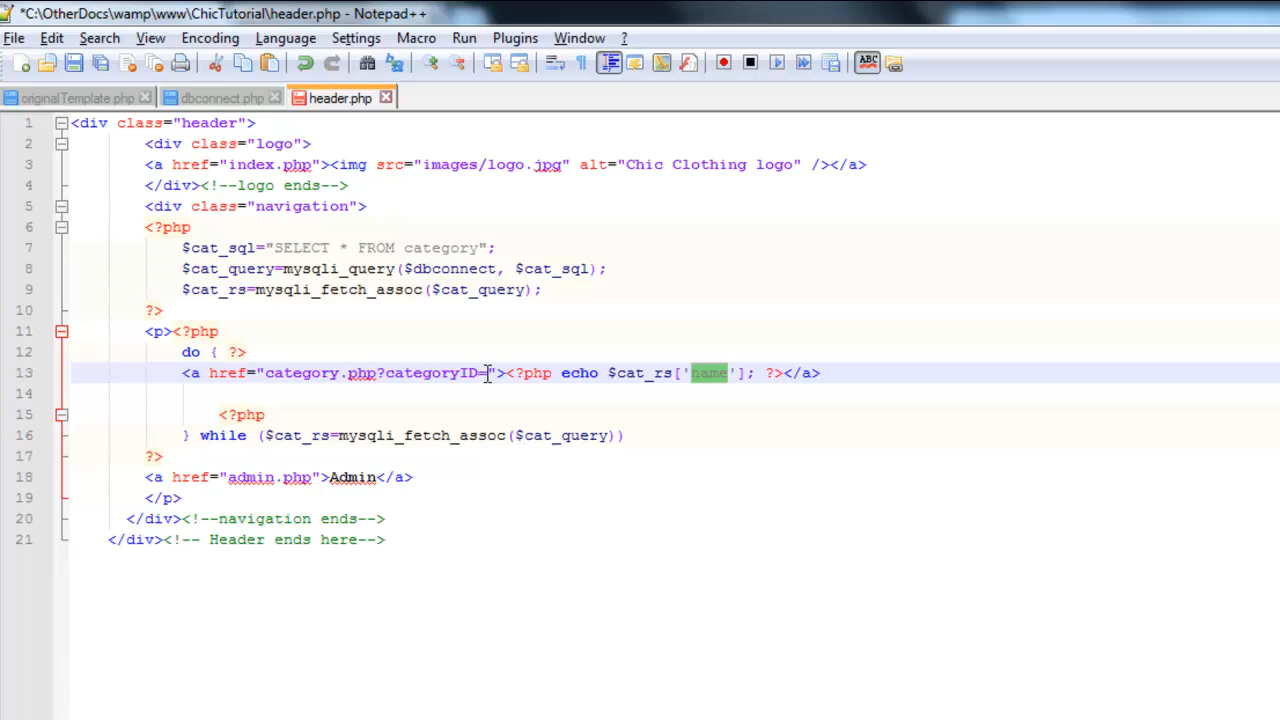 *C:\OtherDocs\wamp\www\ChicTutorial\header.php - Notepad++
File Edit Search View Encoding Language Settings Macro Run Plugins Window ?
ABC
originalTemplate.php dbconnect.php header.php
1 <div class="header">
2 <div class="logo">
3 <a href="index.php"><img src="images/logo.jpg" alt="Chic Clothing logo" /></a>
4 </div><!--logo ends-->
5 <div class="navigation">
6 <?php
7 $cat_sql="SELECT * FROM category";
8 $cat_query=mysqli_query($dbconnect, $cat_sql);
9 $cat_rs=mysqli_fetch_assoc($cat_query);
10 ?>
11 <p><?php
12 do { ?>
13 <a href="category.php?categoryID="><?php echo $cat_rs['name']; ?></a>
14
15 <?php
16 } while ($cat_rs=mysqli_fetch_assoc($cat_query))
17 ?>
18 <a href="admin.php">Admin</a>
19 </p>
20 </div><!--navigation ends-->
21 </div><!-- Header ends here-->